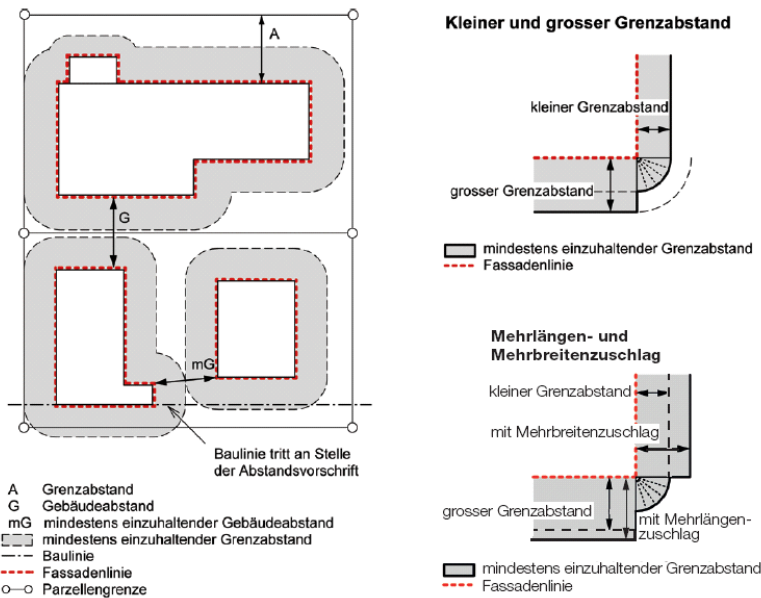 A
G
mG
Baulinie tritt an Stelle
der Abstandsvorschrift
A Grenzabstand
G Gebäudeabstand
mG mindestens einzuhaltender Gebäudeabstand
mindestens einzuhaltender Grenzabstand
Baulinie
Fassadenlinie
Parzellengrenze
Kleiner und grosser Grenzabstand
kleiner Grenzabstand
grosser Grenzabstand
mindestens einzuhaltender Grenzabstand
Fassadenlinie
Mehrlängen- und
Mehrbreitenzuschlag
kleiner Grenzabstand
mit Mehrbreitenzuschlag
grosser Grenzabstand
mit Mehrlängen-
zuschlag
mindestens einzuhaltender Grenzabstand
Fassadenlinie